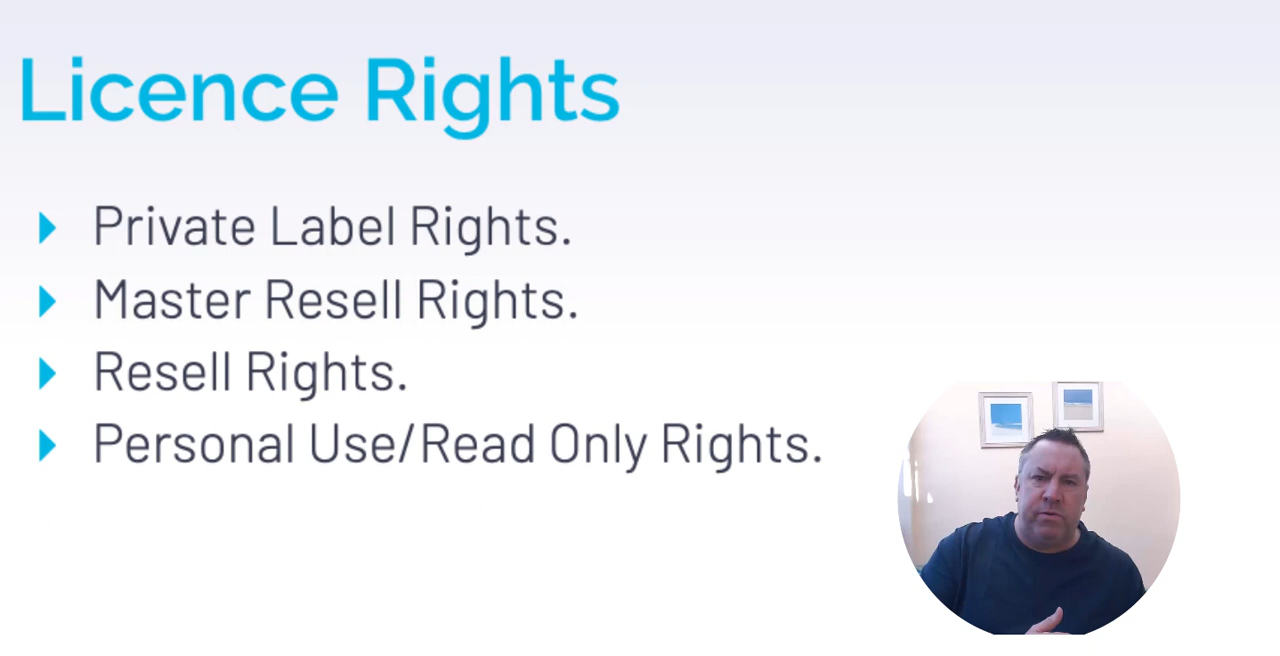 Licence Rights
Private Label Rights.
Master Resell Rights.
Resell Rights.
Personal Use/Read Only Rights.